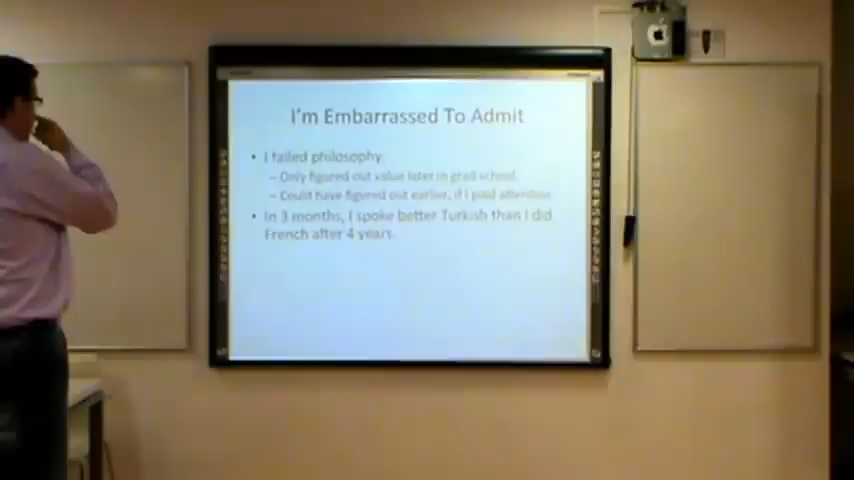 I'm Embarrassed To Admit
• I failed philosophy.
– Only figured out value later in grad school.
– Could have figured out earlier, if I paid attention.
• In 3 months, I spoke better Turkish than I did
French after 4 years.